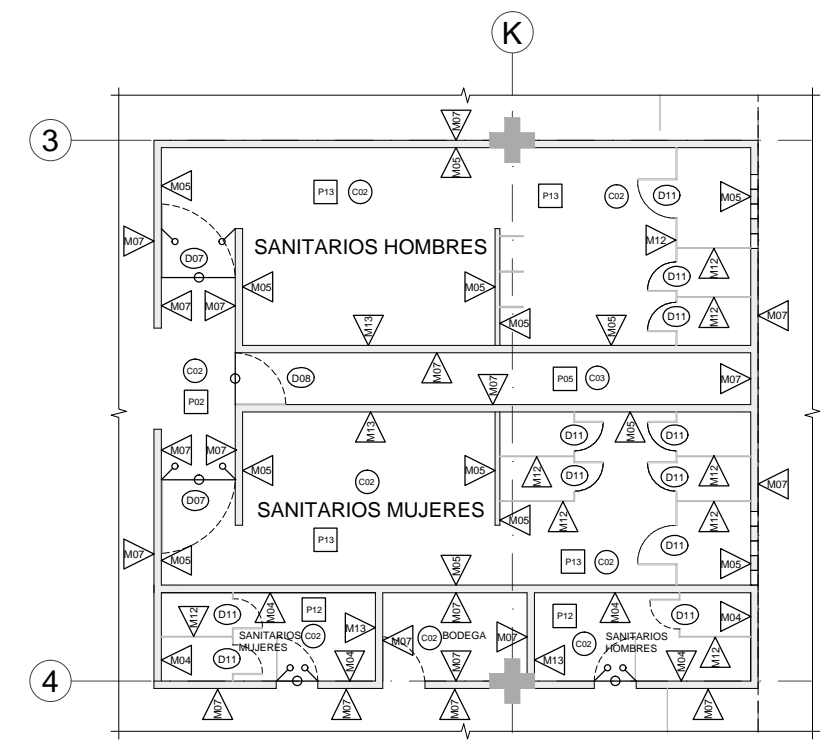 K
3
M07
M05
M05
P13
C02
P13
C02
D11
M05
M07
SANITARIOS HOMBRES
M12
D07
D11
M12
M05
M05
M07
M07
M13
M05
M05
D11
M12
M07
C02
D08
M07
P05
C03
M07
P02
M07
M07
M07
M13
D11
M05
D11
M05
C02
M05
M12
D11
D11
M12
D07
M07
SANITARIOS MUJERES
M05
M12
M12
M07
P13
D11
M05
M05
P13
C02
M05
M12
D11
M04
P12
M13
M07
P12
M04
D11
M04
SANITARIOS
MUJERES
C02
M07
C02
BODEGA
M07
C02
SANITARIOS
HOMBRES
M04
D11
M04
M07
M13
M04
M12
4
M07
M07
M07
M07